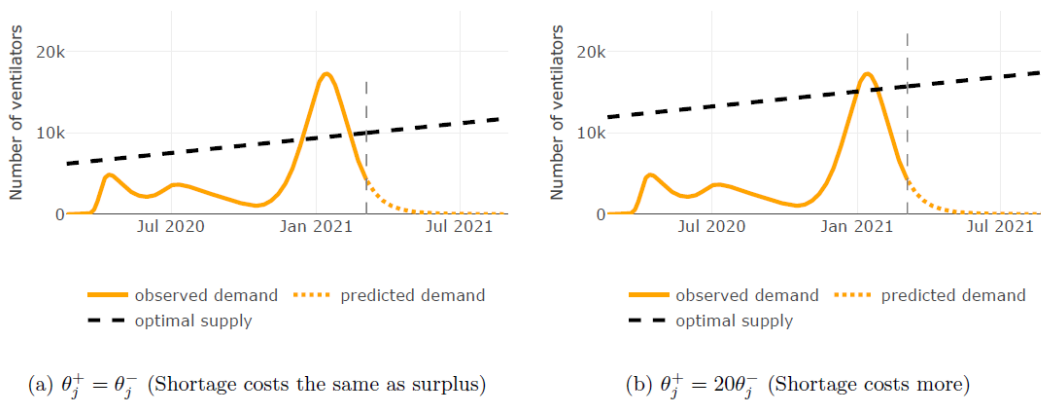 Number of ventilators
20k
10k
0
Jul 2020
Jan 2021
Jul 2021
observed demand
predicted demand
optimal supply
(a) θ_j^+ = θ_j^- (Shortage costs the same as surplus)
Number of ventilators
20k
10k
0
Jul 2020
Jan 2021
Jul 2021
observed demand
predicted demand
optimal supply
(b) θ_j^+ = 20θ_j^- (Shortage costs more)